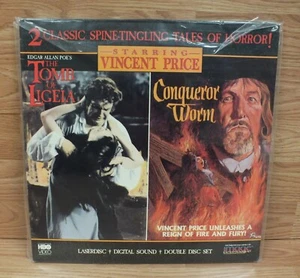 2 CLASSIC SPINE-TINGLING TALES OF HORROR!
STARRING
VINCENT PRICE
EDGAR ALLAN POE'S
THE
TOMB
OF
LIGEIA
Conqueror
Worm
VINCENT PRICE UNLEASHES A
REIGN OF FIRE AND FURY!
HBO
VIDEO
LASERDISC • DIGITAL SOUND • DOUBLE DISC SET